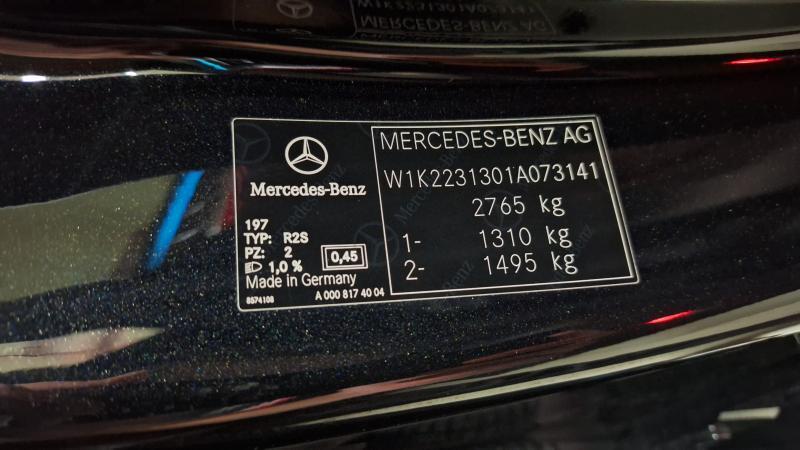 Mercedes-Benz
197
TYP: R2S
PZ: 2
1,0 %
0,45
Made in Germany
8574108
A 000 817 40 04
MERCEDES-BENZ AG
W1K2231301A073141
2765 kg
1- 1310 kg
2- 1495 kg